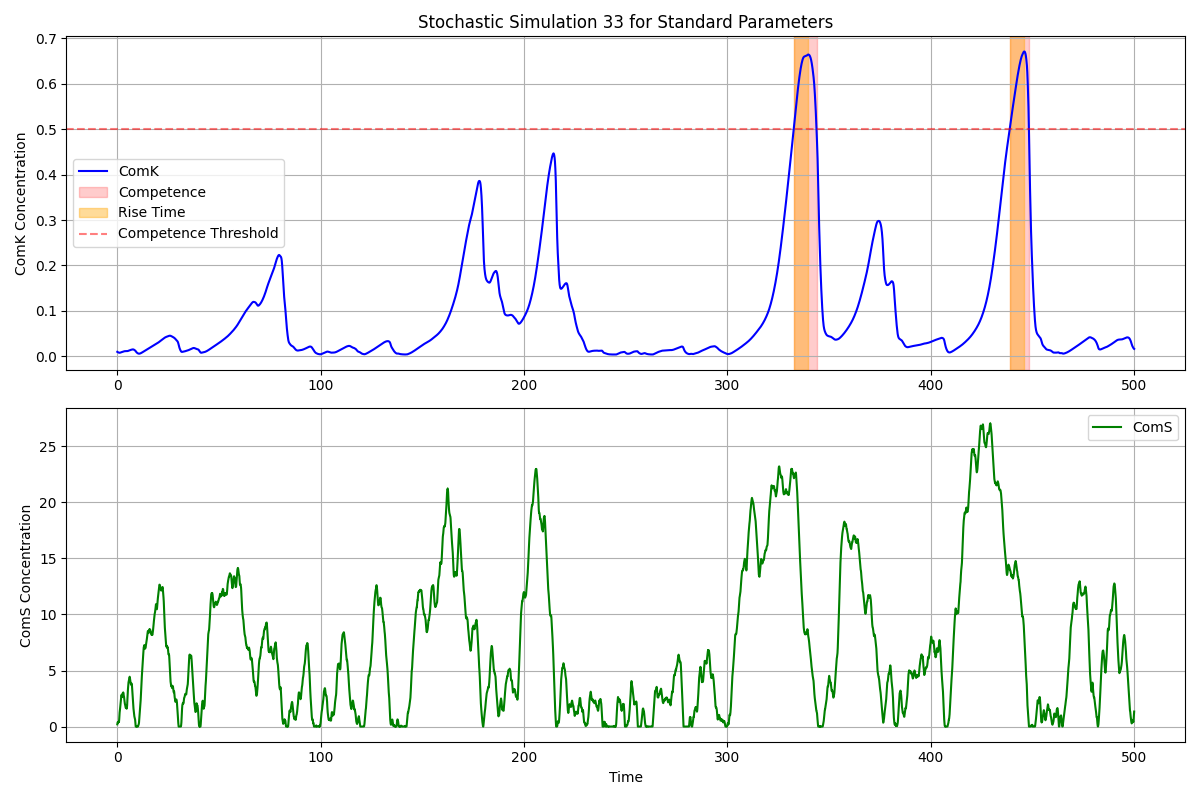 Stochastic Simulation 33 for Standard Parameters
0.7
0.6
0.5
0.4
0.3
0.2
0.1
0.0
ComK Concentration
ComK
Competence
Rise Time
Competence Threshold
0 100 200 300 400 500
25
20
15
10
5
0
ComS Concentration
ComS
0 100 200 300 400 500
Time